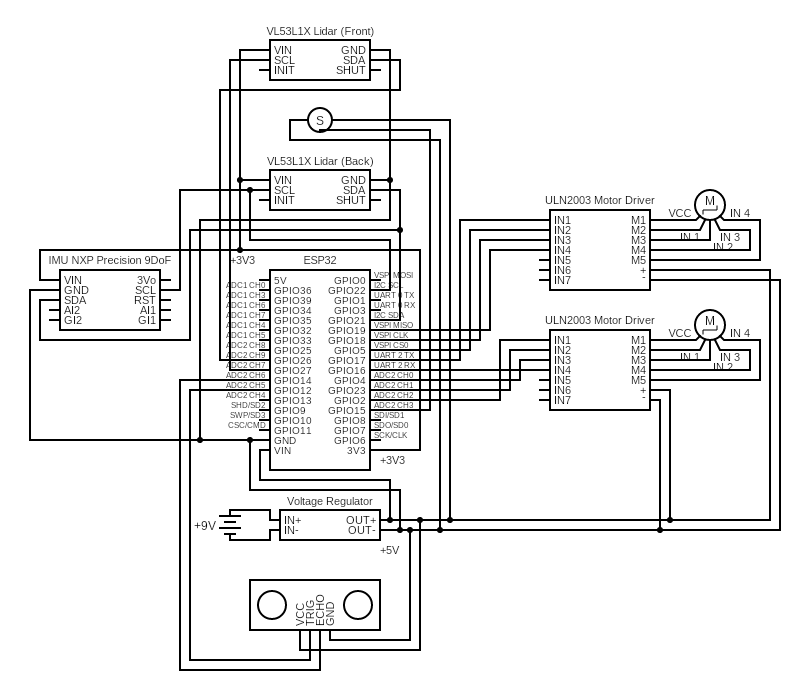 VL53L1X Lidar (Front)
VIN GND
SCL SDA
INIT SHUT
S
VL53L1X Lidar (Back)
VIN GND
SCL SDA
INIT SHUT
IMU NXP Precision 9DoF
VIN 3Vo
GND SCL
SDA RST
AI2 AI1
GI2 GI1
+3V3
ESP32
5V GPIO0 VSPI MOSI
ADC1 CH0 GPIO36 GPIO22 I2C SCL
ADC1 CH3 GPIO39 GPIO1 UART 0 TX
ADC1 CH6 GPIO34 GPIO3 UART 0 RX
ADC1 CH7 GPIO35 GPIO21 I2C SDA
ADC1 CH4 GPIO32 GPIO19 VSPI MISO
ADC1 CH5 GPIO33 GPIO18 VSPI CLK
ADC2 CH8 GPIO25 GPIO5 VSPI CS0
ADC2 CH9 GPIO26 GPIO17 UART 2 TX
ADC2 CH7 GPIO27 GPIO16 UART 2 RX
ADC2 CH6 GPIO14 GPIO4 ADC2 CH0
ADC2 CH5 GPIO12 GPIO23 ADC2 CH1
ADC2 CH4 GPIO13 GPIO2 ADC2 CH2
SHD/SD2 GPIO9 GPIO15 ADC2 CH3
SWP/SD3 GPIO10 GPIO8 SDI/SD1
CSC/CMD GPIO11 GPIO7 SDO/SD0
GND GPIO6 SCK/CLK
VIN 3V3
+3V3
ULN2003 Motor Driver
IN1 M1
IN2 M2
IN3 M3
IN4 M4
IN5 M5
IN6 +
IN7 -
M
VCC IN 4
IN 1 IN 3
IN 2
ULN2003 Motor Driver
IN1 M1
IN2 M2
IN3 M3
IN4 M4
IN5 M5
IN6 +
IN7 -
M
VCC IN 4
IN 1 IN 3
IN 2
Voltage Regulator
+9V
IN+ OUT+
IN- OUT-
+5V
VCC
TRIG
ECHO
GND